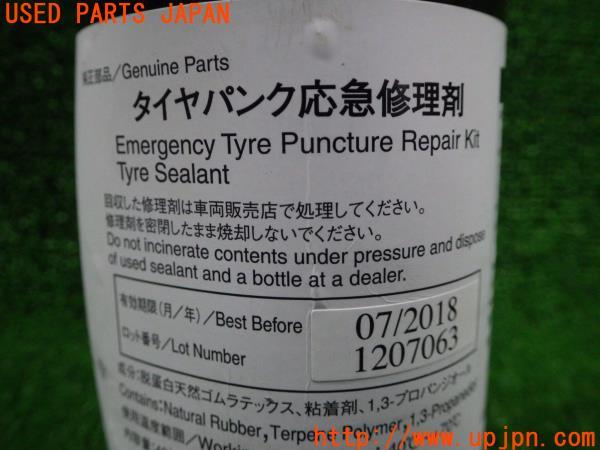 USED PARTS JAPAN
純正部品/Genuine Parts
タイヤパンク応急修理剤
Emergency Tyre Puncture Repair Kit
Tyre Sealant
回収した修理剤は車両販売店で処理してください。
修理剤を密閉したまま焼却しないでください。
Do not incinerate contents under pressure and dispose
of used sealant and a bottle at a dealer.
有効期限(月/年)/Best Before 07/2018
ロット番号/Lot Number 1207063
成分:脱蛋白天然ゴムラテックス、粘着剤、1,3-プロパンジオール
Contains:Natural Rubber, Terpene Polymer, 1,3-Propanediol
使用温度範囲/Working
http://www.upjpn.com